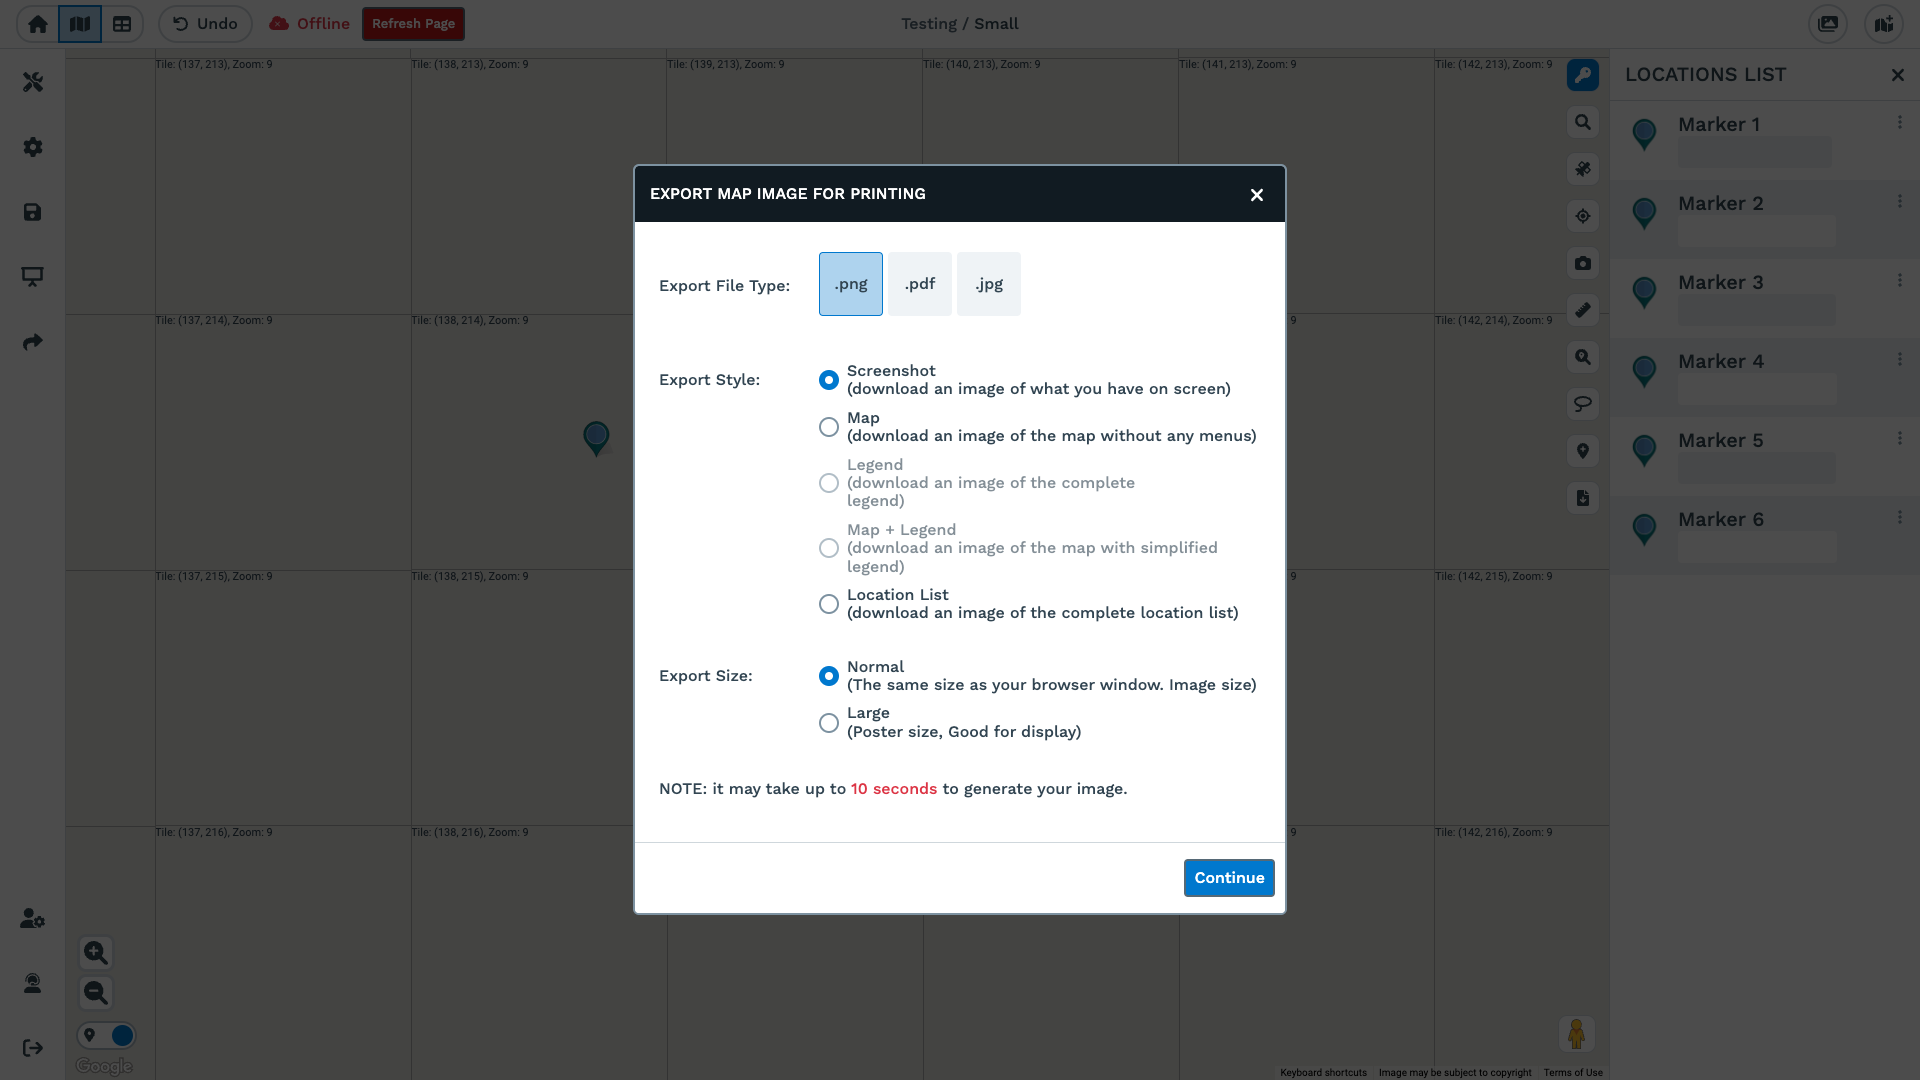 Undo
Offline
Refresh Page
Testing / Small
Tile: (137, 213), Zoom: 9
Tile: (138, 213), Zoom: 9
Tile: (139, 213), Zoom: 9
Tile: (140, 213), Zoom: 9
Tile: (141, 213), Zoom: 9
Tile: (142, 213), Zoom: 9
LOCATIONS LIST
Marker 1
Marker 2
Marker 3
Marker 4
Marker 5
Marker 6
EXPORT MAP IMAGE FOR PRINTING
Export File Type:
.png
.pdf
.jpg
Export Style:
Screenshot
(download an image of what you have on screen)
Map
(download an image of the map without any menus)
Legend
(download an image of the complete
legend)
Map + Legend
(download an image of the map with simplified
legend)
Location List
(download an image of the complete location list)
Export Size:
Normal
(The same size as your browser window. Image size)
Large
(Poster size, Good for display)
NOTE: it may take up to 10 seconds to generate your image.
Continue
Tile: (137, 214), Zoom: 9
Tile: (138, 214), Zoom: 9
9
Tile: (142, 214), Zoom: 9
Tile: (137, 215), Zoom: 9
Tile: (138, 215), Zoom: 9
9
Tile: (142, 215), Zoom: 9
Tile: (137, 216), Zoom: 9
Tile: (138, 216), Zoom: 9
9
Tile: (142, 216), Zoom: 9
Google
Keyboard shortcuts
Image may be subject to copyright
Terms of Use